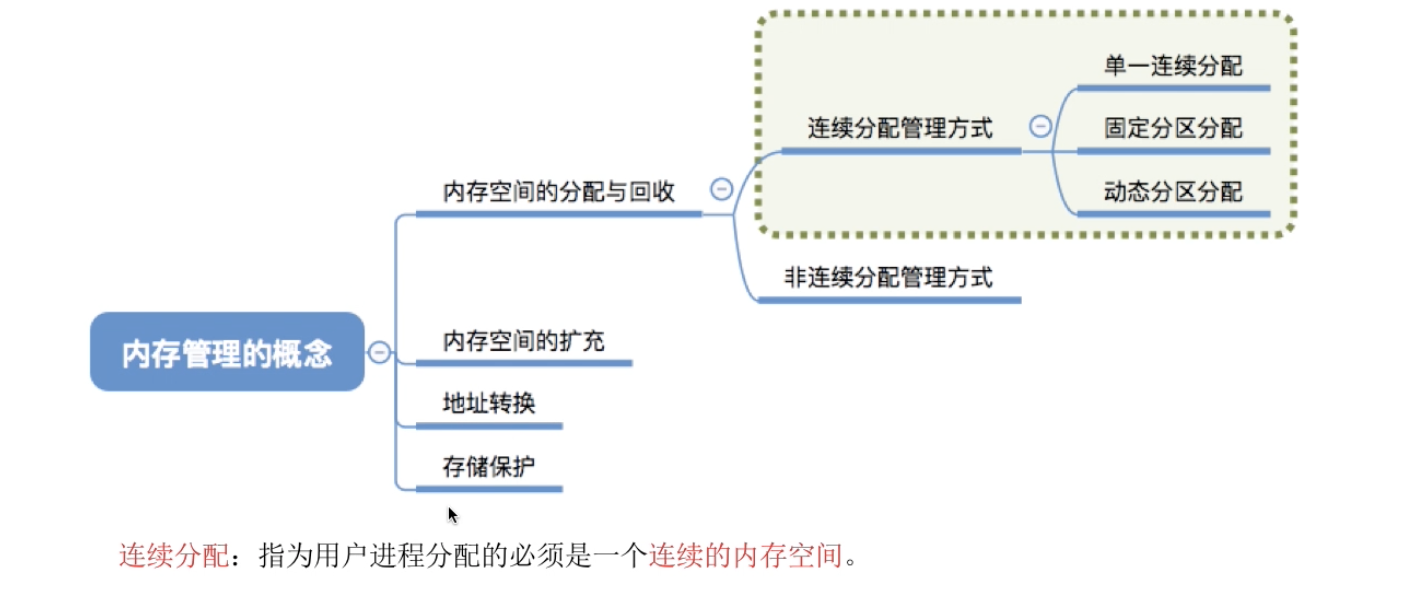 单一连续分配
连续分配管理方式
固定分区分配
内存空间的分配与回收
动态分区分配
非连续分配管理方式
内存空间的扩充
内存管理的概念
地址转换
存储保护
连续分配：指为用户进程分配的必须是一个连续的内存空间。